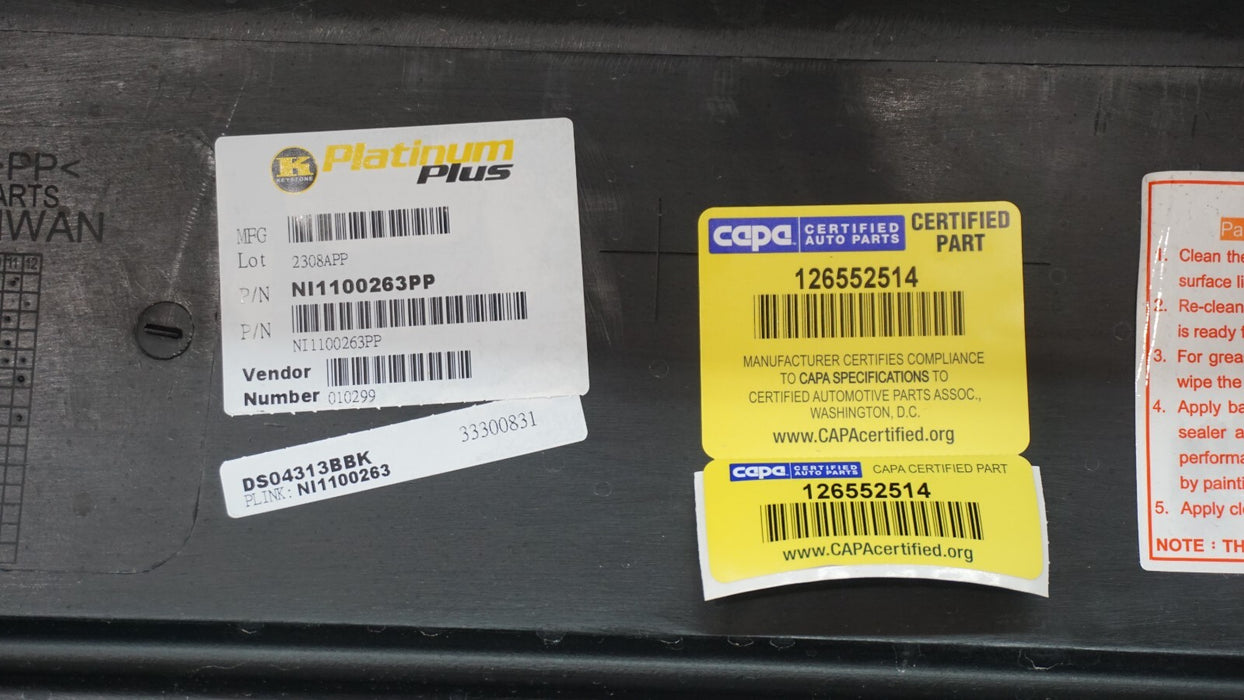 PP<
ARTS
IWAN
11 12
K
KEYSTONE
Platinum
Plus
MFG
Lot 2308APP
P/N NI1100263PP
P/N
NI1100263PP
Vendor
Number 010299
33300831
DS04313BBK
PLINK: NI1100263
capa CERTIFIED
AUTO PARTS
CERTIFIED
PART
126552514
MANUFACTURER CERTIFIES COMPLIANCE
TO CAPA SPECIFICATIONS TO
CERTIFIED AUTOMOTIVE PARTS ASSOC.,
WASHINGTON, D.C.
www.CAPAcertified.org
capa CERTIFIED
AUTO PARTS
CAPA CERTIFIED PART
126552514
www.CAPAcertified.org
Pa
1. Clean the
surface li
2. Re-clean
is ready f
3. For grea
wipe the
4. Apply ba
sealer a
performa
by painti
5. Apply cl
NOTE : TH